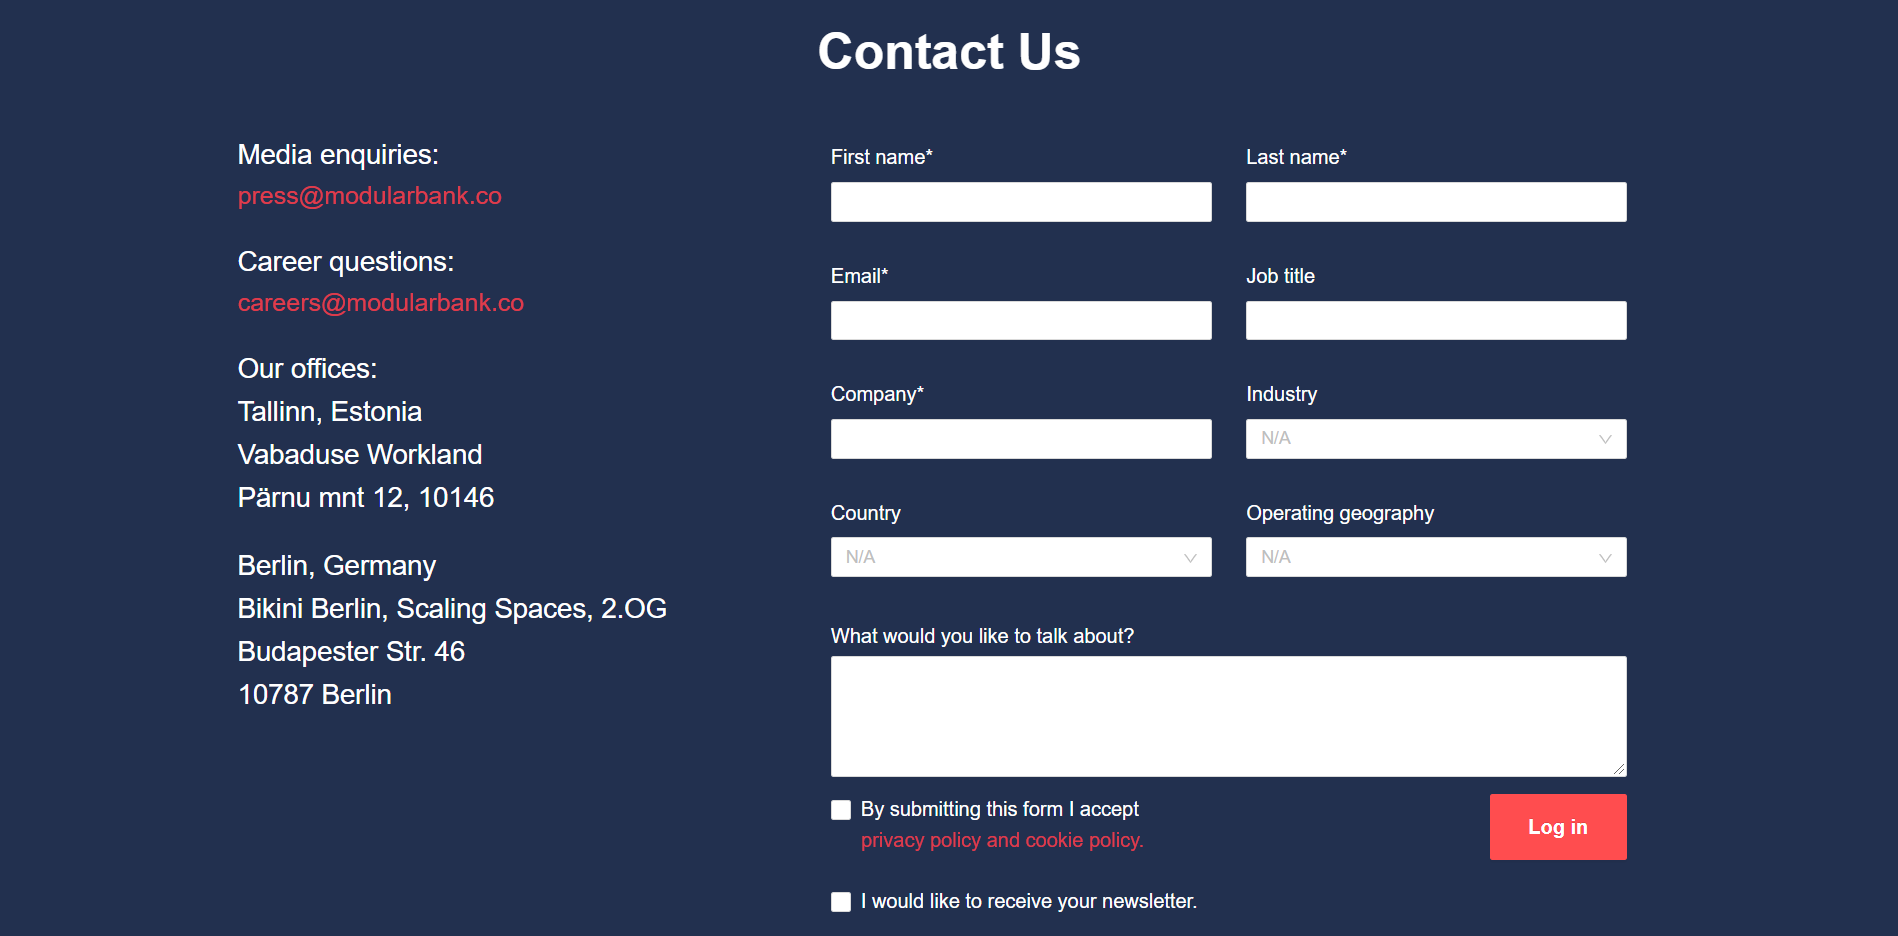 Contact Us
Media enquiries:
press@modularbank.co
Career questions:
careers@modularbank.co
Our offices:
Tallinn, Estonia
Vabaduse Workland
Pärnu mnt 12, 10146
Berlin, Germany
Bikini Berlin, Scaling Spaces, 2.OG
Budapester Str. 46
10787 Berlin
First name*
Last name*
Email*
Job title
Company*
Industry
N/A
Country
Operating geography
N/A
N/A
What would you like to talk about?
By submitting this form I accept
privacy policy and cookie policy.
Log in
I would like to receive your newsletter.